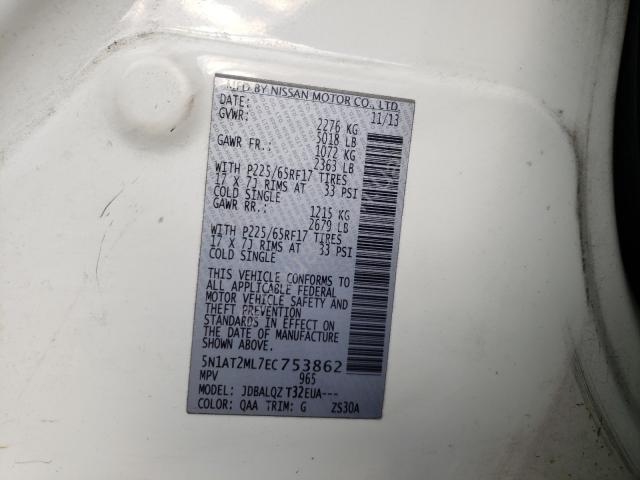 MFD BY NISSAN MOTOR CO., LTD.
DATE: 11/13
GVWR: 2276 KG
5018 LB
GAWR FR.: 1072 KG
2363 LB
WITH P225/65RF17 TIRES
17 X 7J RIMS AT 33 PSI
COLD SINGLE
GAWR RR.: 1215 KG
2679 LB
WITH P225/65RF17 TIRES
17 X 7J RIMS AT 33 PSI
COLD SINGLE
THIS VEHICLE CONFORMS TO
ALL APPLICABLE FEDERAL
MOTOR VEHICLE SAFETY AND
THEFT PREVENTION
STANDARDS IN EFFECT ON
THE DATE OF MANUFACTURE
SHOWN ABOVE.
5N1AT2ML7EC753862
MPV 965
MODEL: JDBALQZ T32EUA---
COLOR: QAA TRIM: G ZS30A